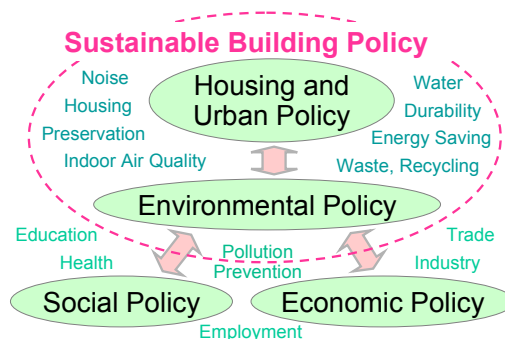 Sustainable Building Policy
Noise
Housing
Preservation
Indoor Air Quality
Housing and
Urban Policy
Water
Durability
Energy Saving
Waste, Recycling
Environmental Policy
Education
Health
Pollution
Prevention
Trade
Industry
Social Policy
Economic Policy
Employment